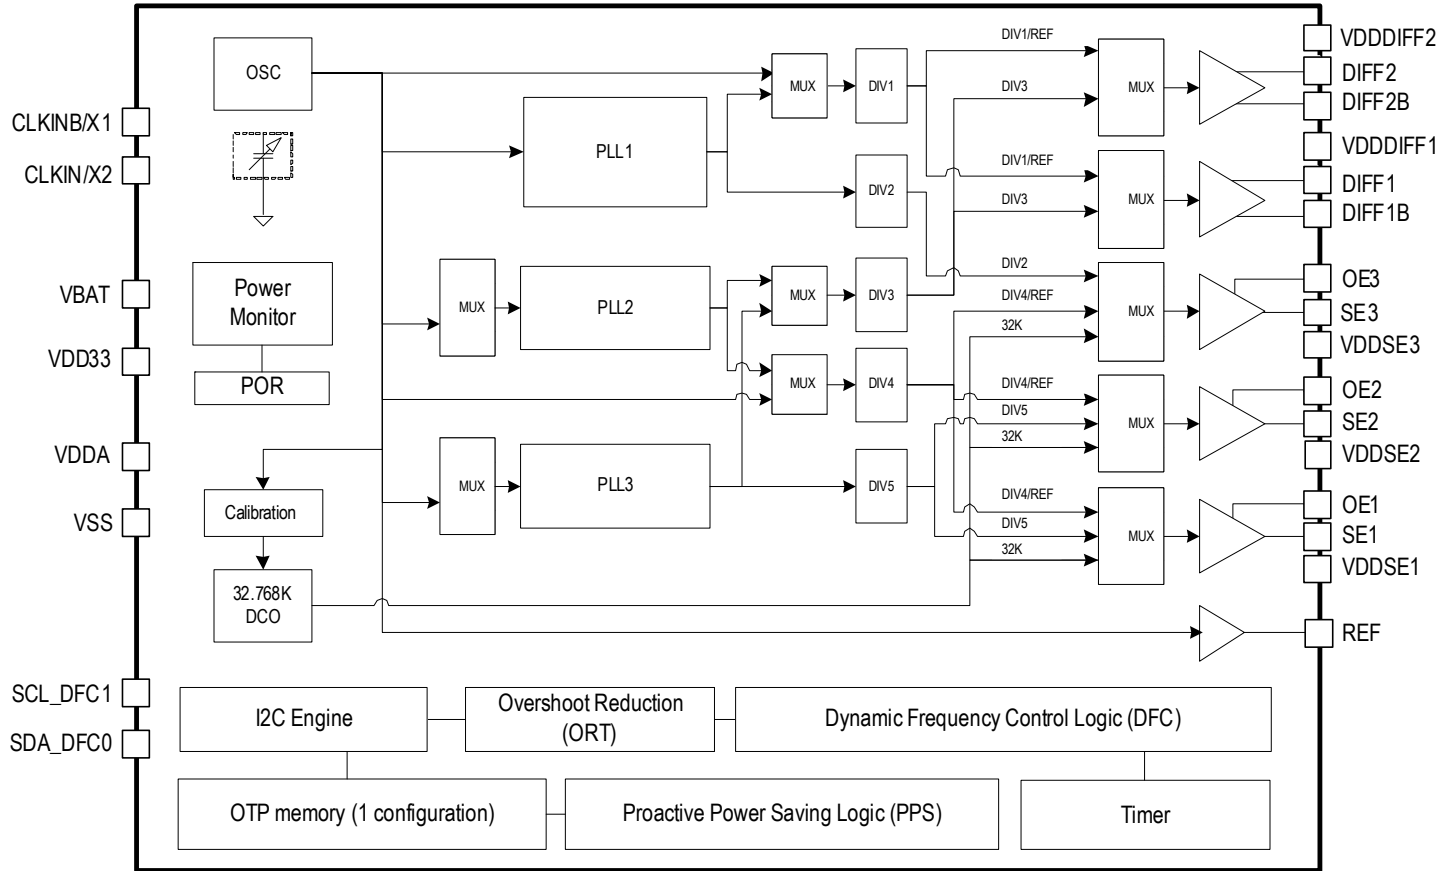 OSC
CLKINB/X1
CLKIN/X2
VBAT
VDD33
VDDA
VSS
SCL_DFC1
SDA_DFC0
Power
Monitor
POR
Calibration
32.768K
DCO
PLL1
MUX
PLL2
MUX
PLL3
MUX
MUX
MUX
DIV1
DIV2
DIV3
DIV4
DIV5
DIV1/REF
DIV3
DIV1/REF
DIV3
DIV2
DIV4/REF
32K
DIV4/REF
DIV5
32K
DIV4/REF
DIV5
32K
MUX
MUX
MUX
MUX
MUX
VDDDIFF2
DIFF2
DIFF2B
VDDDIFF1
DIFF1
DIFF1B
OE3
SE3
VDDSE3
OE2
SE2
VDDSE2
OE1
SE1
VDDSE1
REF
I2C Engine
Overshoot Reduction
(ORT)
Dynamic Frequency Control Logic (DFC)
OTP memory (1 configuration)
Proactive Power Saving Logic (PPS)
Timer